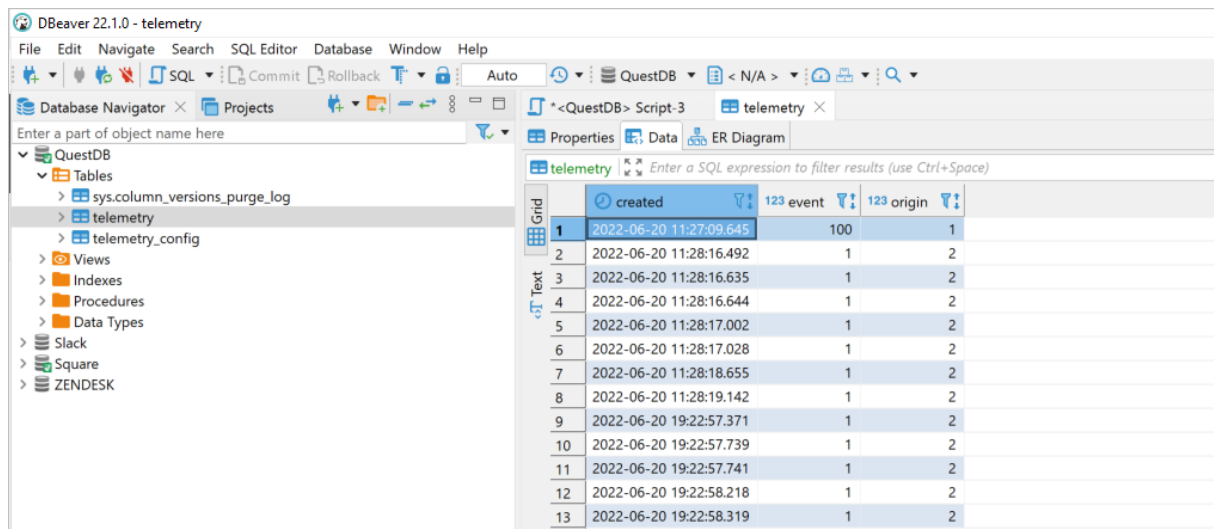 DBeaver 22.1.0 - telemetry
File Edit Navigate Search SQL Editor Database Window Help
SQL Commit Rollback Auto QuestDB < N/A >
Database Navigator Projects
Enter a part of object name here
QuestDB
Tables
sys.column_versions_purge_log
telemetry
telemetry_config
Views
Indexes
Procedures
Data Types
Slack
Square
ZENDESK
*<QuestDB> Script-3 telemetry
Properties Data ER Diagram
telemetry Enter a SQL expression to filter results (use Ctrl+Space)
Grid
Text
created 123 event 123 origin
1 2022-06-20 11:27:09.645 100 1
2 2022-06-20 11:28:16.492 1 2
3 2022-06-20 11:28:16.635 1 2
4 2022-06-20 11:28:16.644 1 2
5 2022-06-20 11:28:17.002 1 2
6 2022-06-20 11:28:17.028 1 2
7 2022-06-20 11:28:18.655 1 2
8 2022-06-20 11:28:19.142 1 2
9 2022-06-20 19:22:57.371 1 2
10 2022-06-20 19:22:57.739 1 2
11 2022-06-20 19:22:57.741 1 2
12 2022-06-20 19:22:58.218 1 2
13 2022-06-20 19:22:58.319 1 2